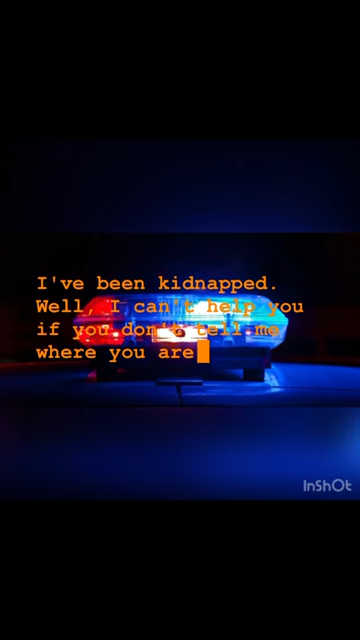 I've been kidnapped.
Well, I can't help you
if you don't tell me
where you are
InShOt